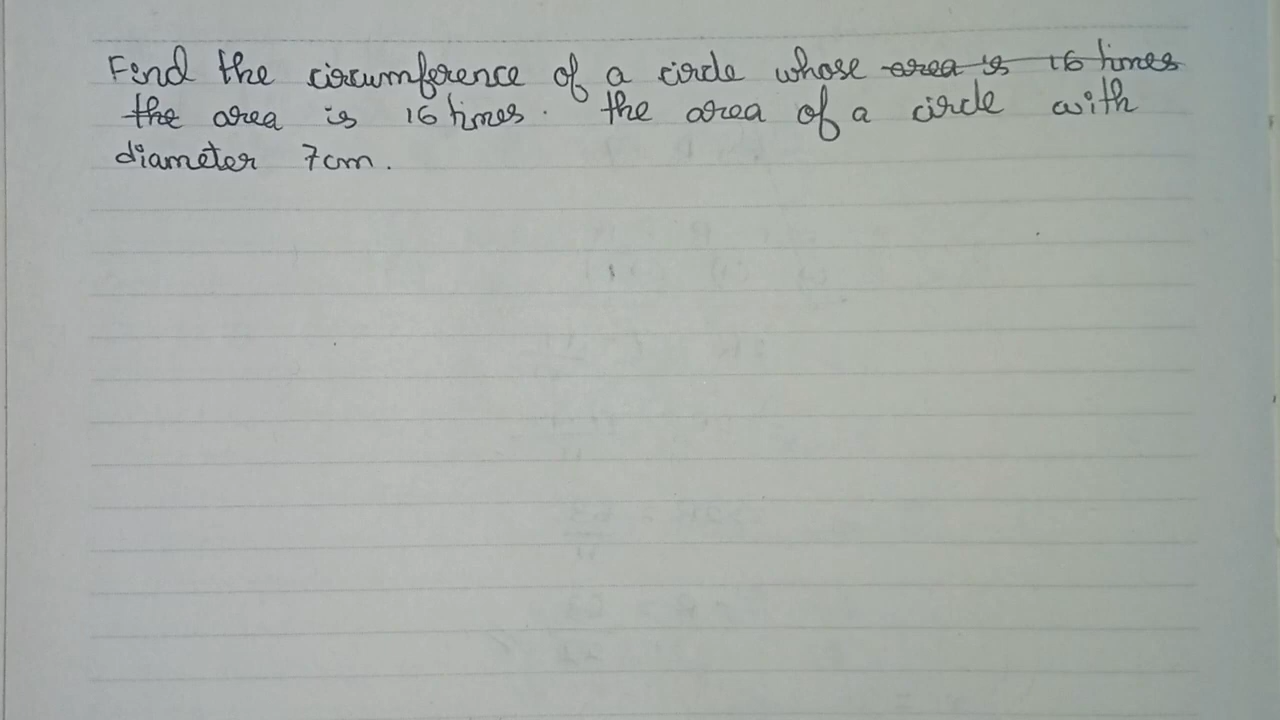 Find the circumference of a circle whose area is 16 times
the area is 16 times. the area of a circle with
diameter 7cm.